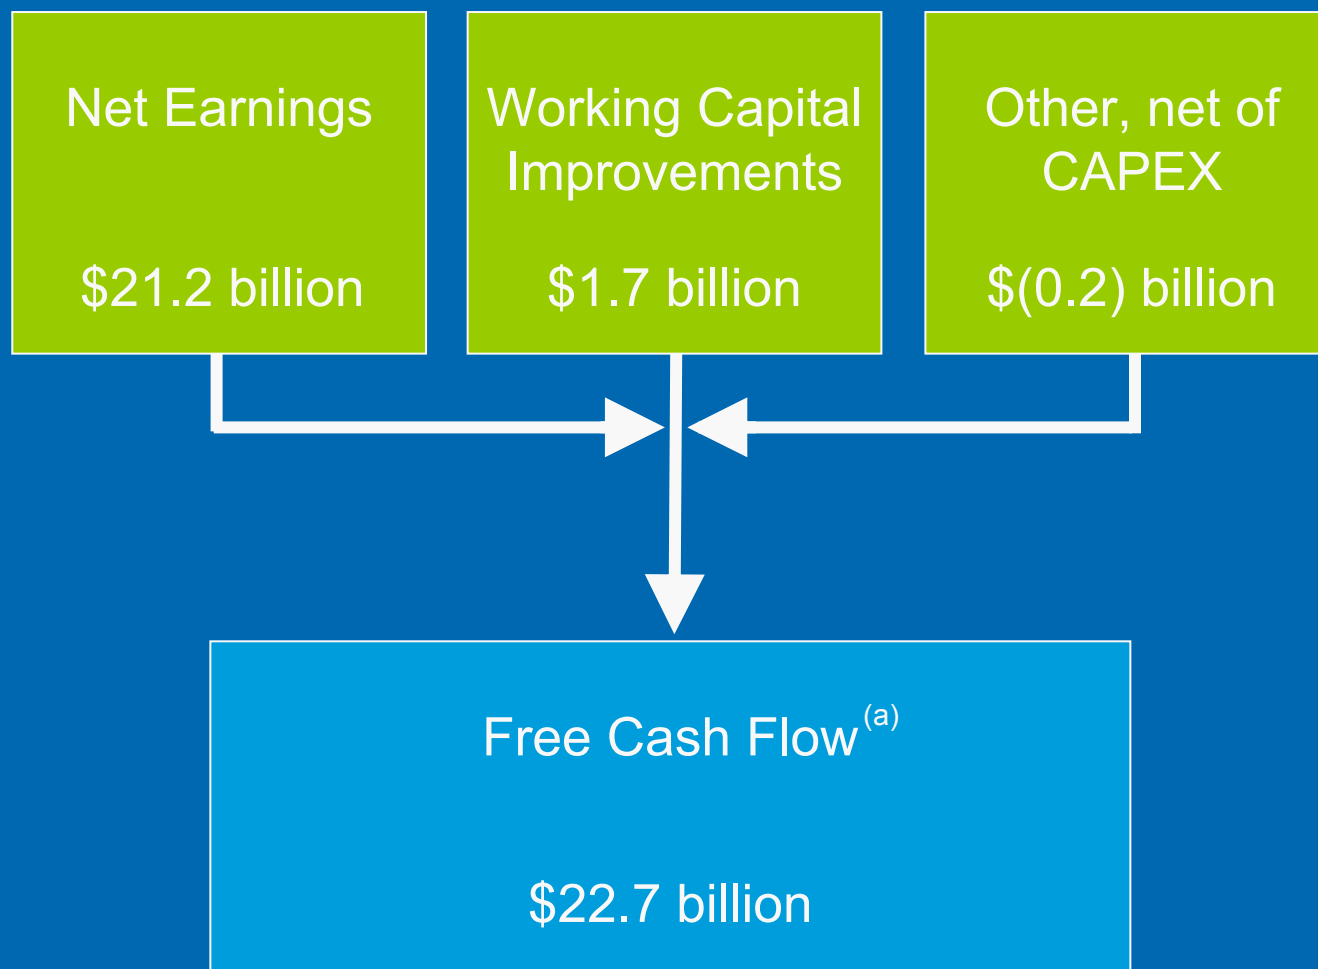 Net Earnings
$21.2 billion
Working Capital
Improvements
$1.7 billion
Other, net of
CAPEX
$(0.2) billion
Free Cash Flow(a)
$22.7 billion